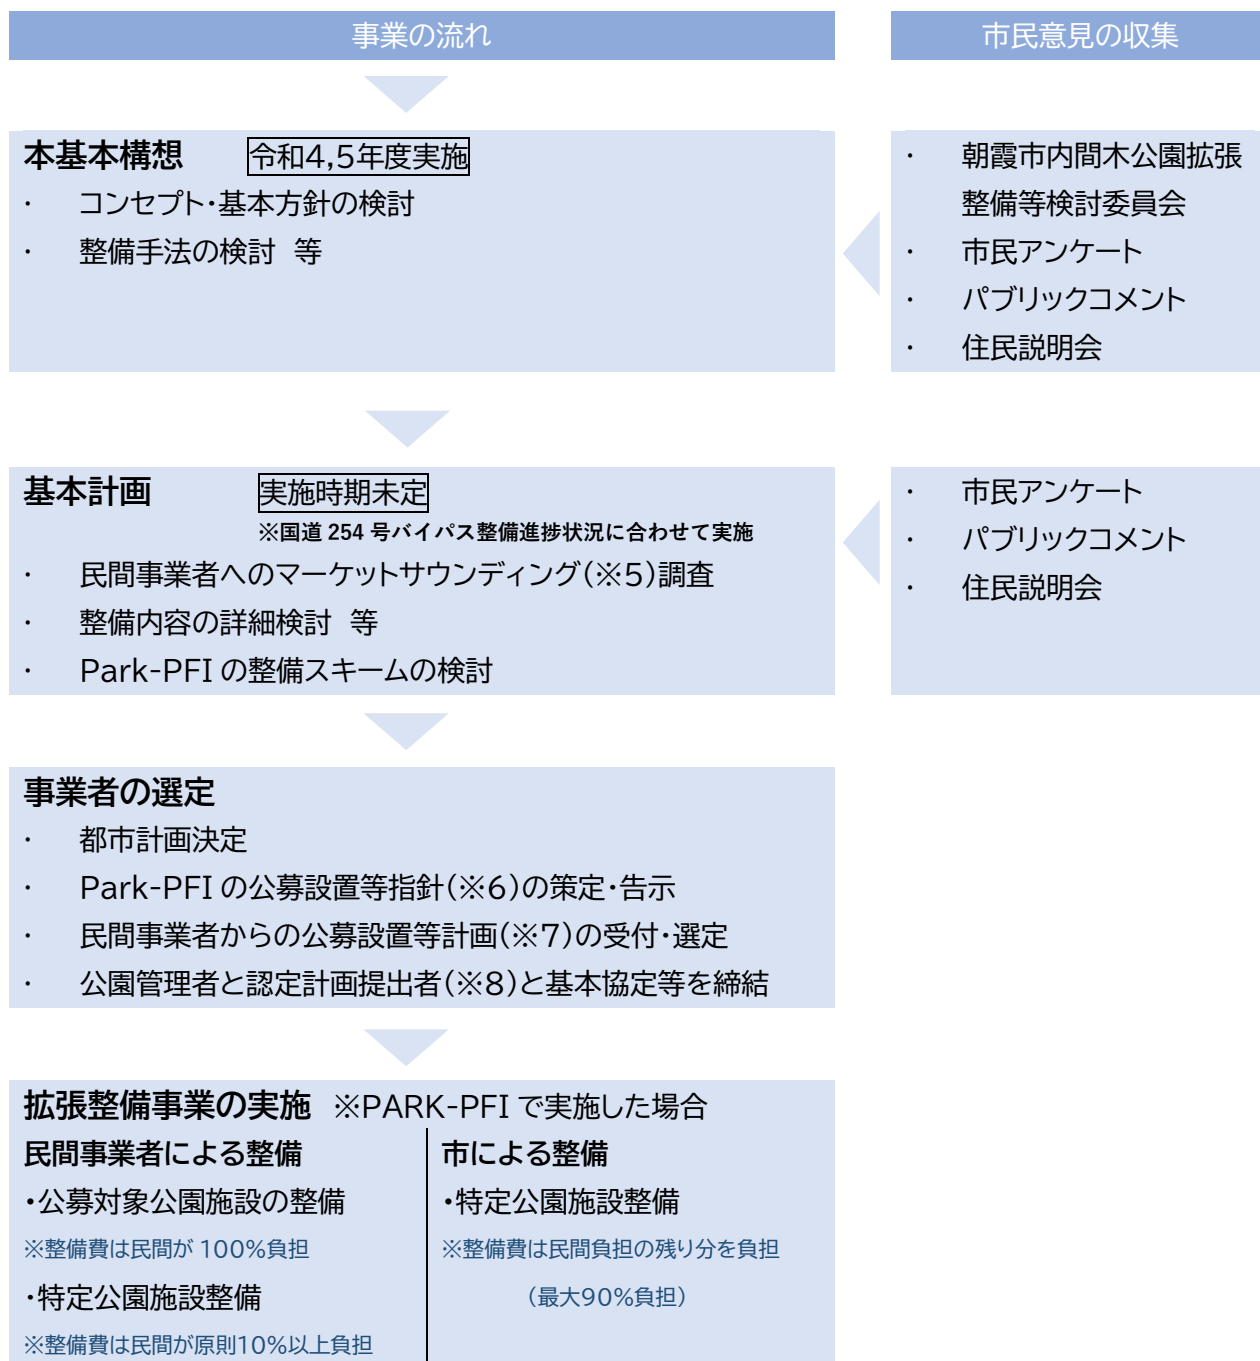 事業の流れ
市民意見の収集
本基本構想 令和4,5年度実施
・ コンセプト・基本方針の検討
・ 整備手法の検討 等
・ 朝霞市内間木公園拡張
整備等検討委員会
・ 市民アンケート
・ パブリックコメント
・ 住民説明会
基本計画 実施時期未定
※国道 254 号バイパス整備進捗状況に合わせて実施
・ 民間事業者へのマーケットサウンディング(※5)調査
・ 整備内容の詳細検討 等
・ Park-PFI の整備スキームの検討
・ 市民アンケート
・ パブリックコメント
・ 住民説明会
事業者の選定
・ 都市計画決定
・ Park-PFI の公募設置等指針(※6)の策定・告示
・ 民間事業者からの公募設置等計画(※7)の受付・選定
・ 公園管理者と認定計画提出者(※8)と基本協定等を締結
拡張整備事業の実施 ※PARK-PFI で実施した場合
民間事業者による整備
・公募対象公園施設の整備
※整備費は民間が 100%負担
・特定公園施設整備
※整備費は民間が原則10%以上負担
市による整備
・特定公園施設整備
※整備費は民間負担の残り分を負担
(最大90%負担)